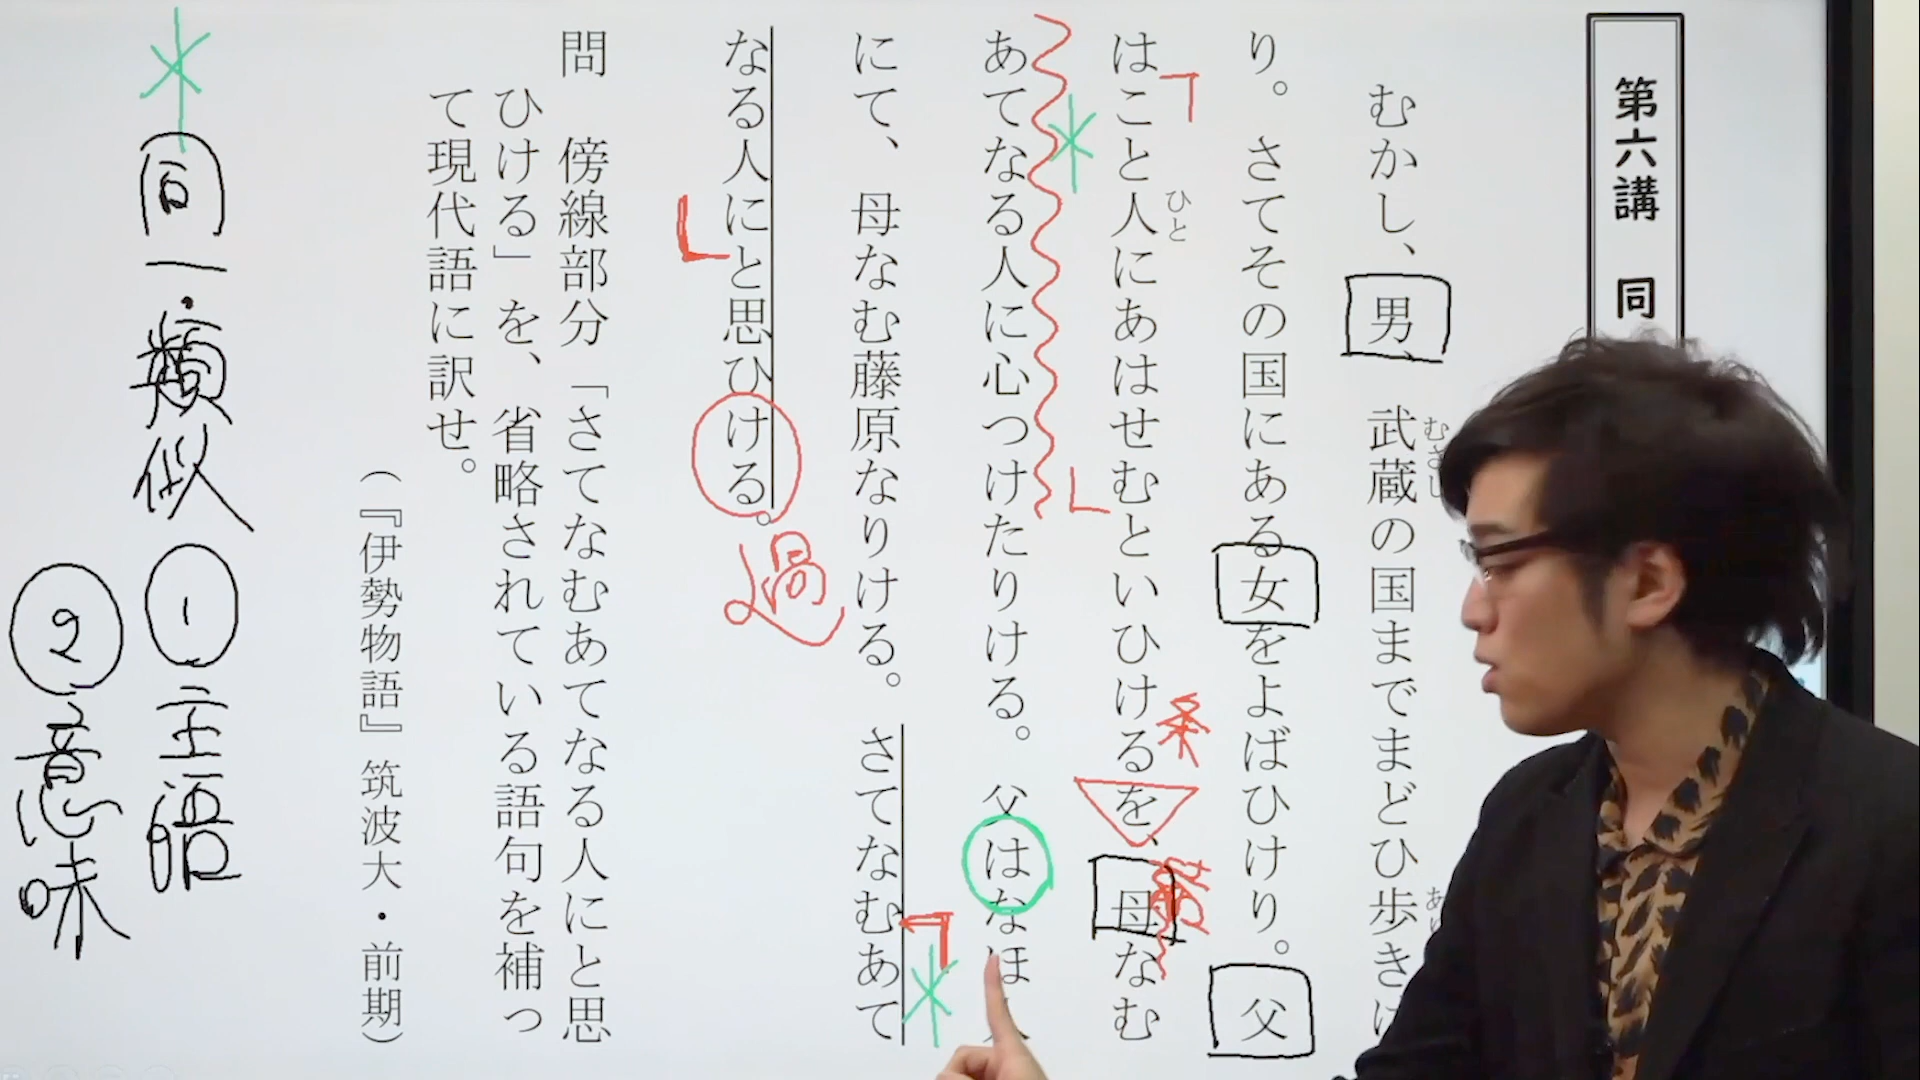 第六講 同
むかし、男、武蔵の国までまどひ歩きけ
むさし
あり
り。さてその国にある女をよばひけり。父
はこと人にあはせむといひけるを、母なむ
ひと
あてなる人に心つけたりける。父はなほ人
にて、母なむ藤原なりける。さてなむあて
なる人にと思ひける。
過
問 傍線部分「さてなむあてなる人にと思
ひける」を、省略されている語句を補っ
て現代語に訳せ。
(『伊勢物語』筑波大・前期)
同一・類似
①主語
②意味